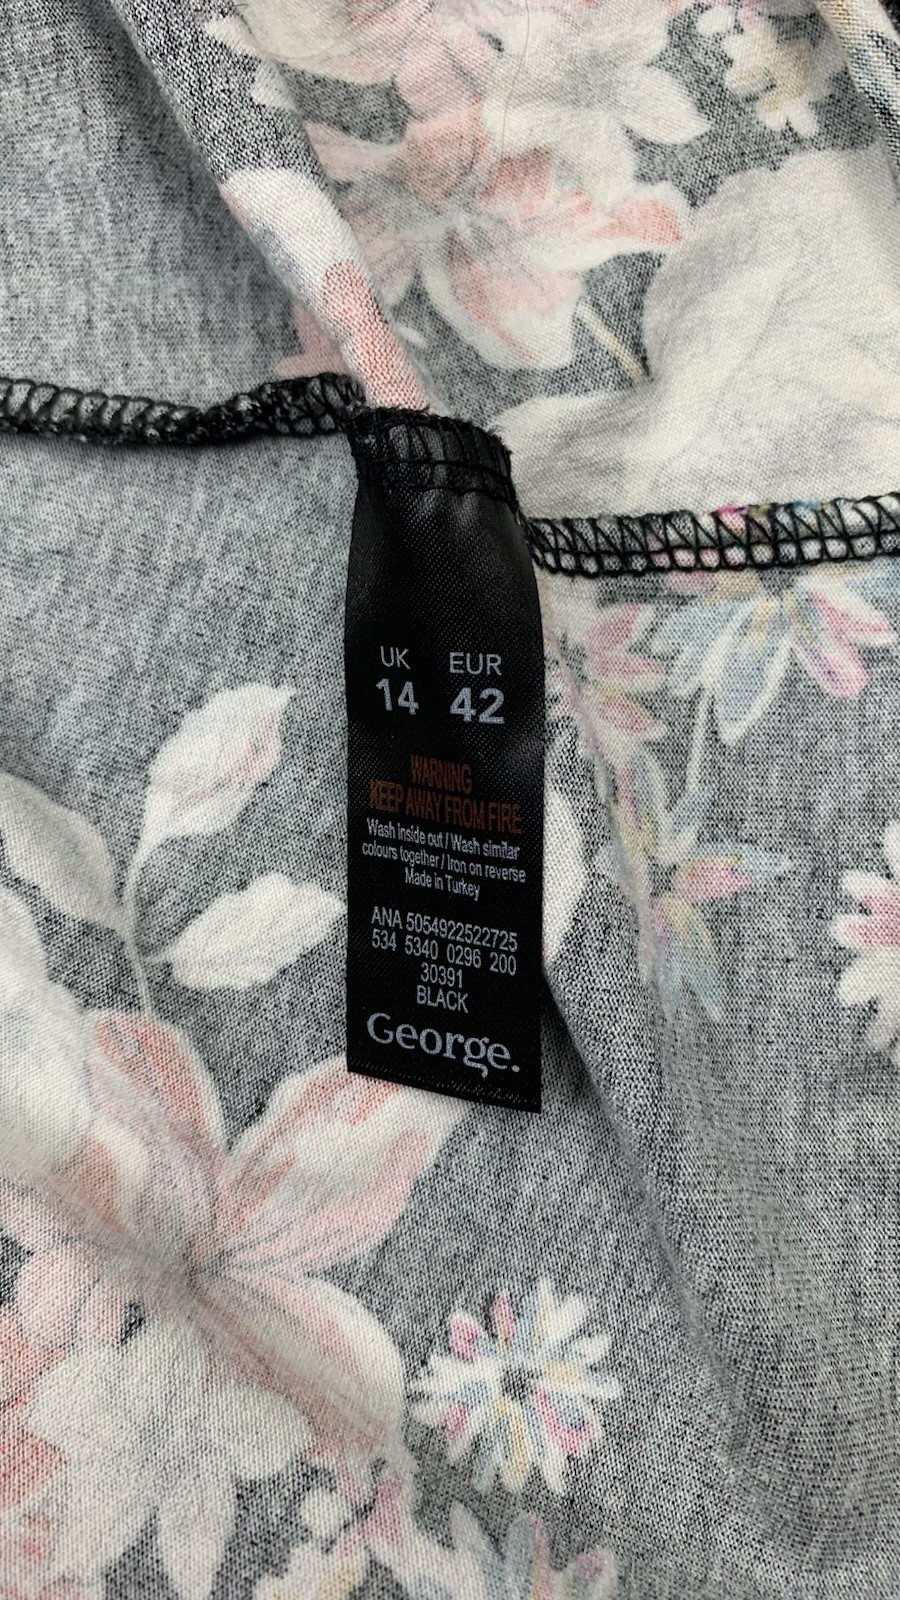 UK EUR
14 42
WARNING
KEEP AWAY FROM FIRE
Wash inside out / Wash similar
colours together / Iron on reverse
Made in Turkey
ANA 5054922522725
534 5340 0296 200
30391
BLACK
George.